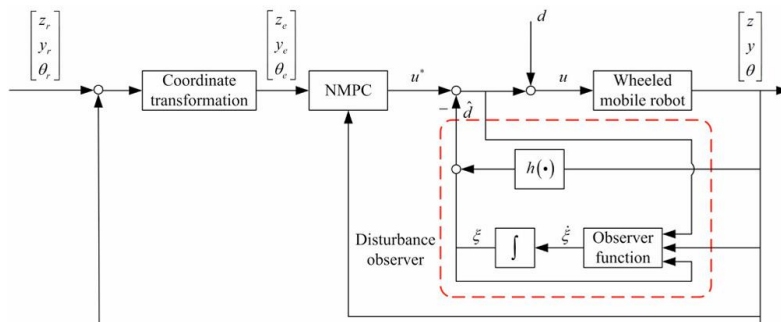 z_r
y_r
θ_r
Coordinate
transformation
z_e
y_e
θ_e
NMPC
u*
−
d̂
d
u
Wheeled
mobile robot
z
y
θ
h(•)
Disturbance
observer
ξ
∫
ξ̇
Observer
function